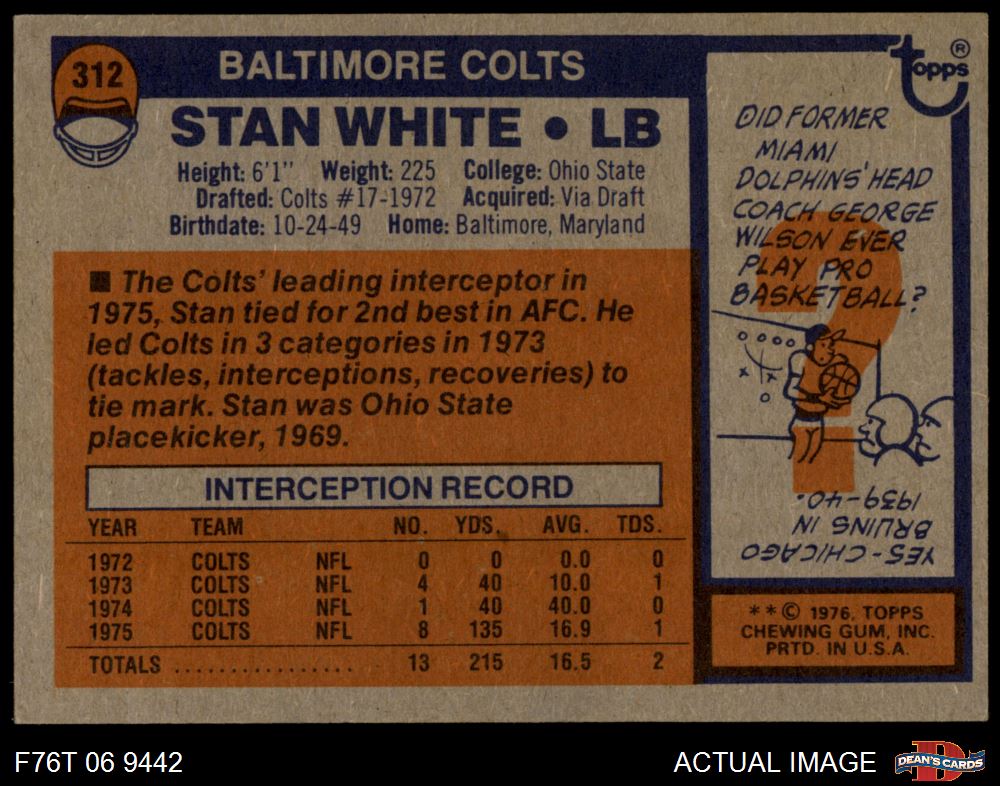 312
BALTIMORE COLTS
STAN WHITE • LB
Height: 6'1" Weight: 225 College: Ohio State
Drafted: Colts #17-1972 Acquired: Via Draft
Birthdate: 10-24-49 Home: Baltimore, Maryland
■ The Colts' leading interceptor in
1975, Stan tied for 2nd best in AFC. He
led Colts in 3 categories in 1973
(tackles, interceptions, recoveries) to
tie mark. Stan was Ohio State
placekicker, 1969.
INTERCEPTION RECORD
YEAR TEAM NO. YDS. AVG. TDS.
1972 COLTS NFL 0 0 0.0 0
1973 COLTS NFL 4 40 10.0 1
1974 COLTS NFL 1 40 40.0 0
1975 COLTS NFL 8 135 16.9 1
TOTALS ................. 13 215 16.5 2
topps®
DID FORMER
MIAMI
DOLPHINS' HEAD
COACH GEORGE
WILSON EVER
PLAY PRO
BASKETBALL?
?
YES-CHICAGO
BRUINS IN
1939-40.
**© 1976, TOPPS
CHEWING GUM, INC.
PRTD. IN U.S.A.
F76T 06 9442
ACTUAL IMAGE
D
DEAN'S CARDS